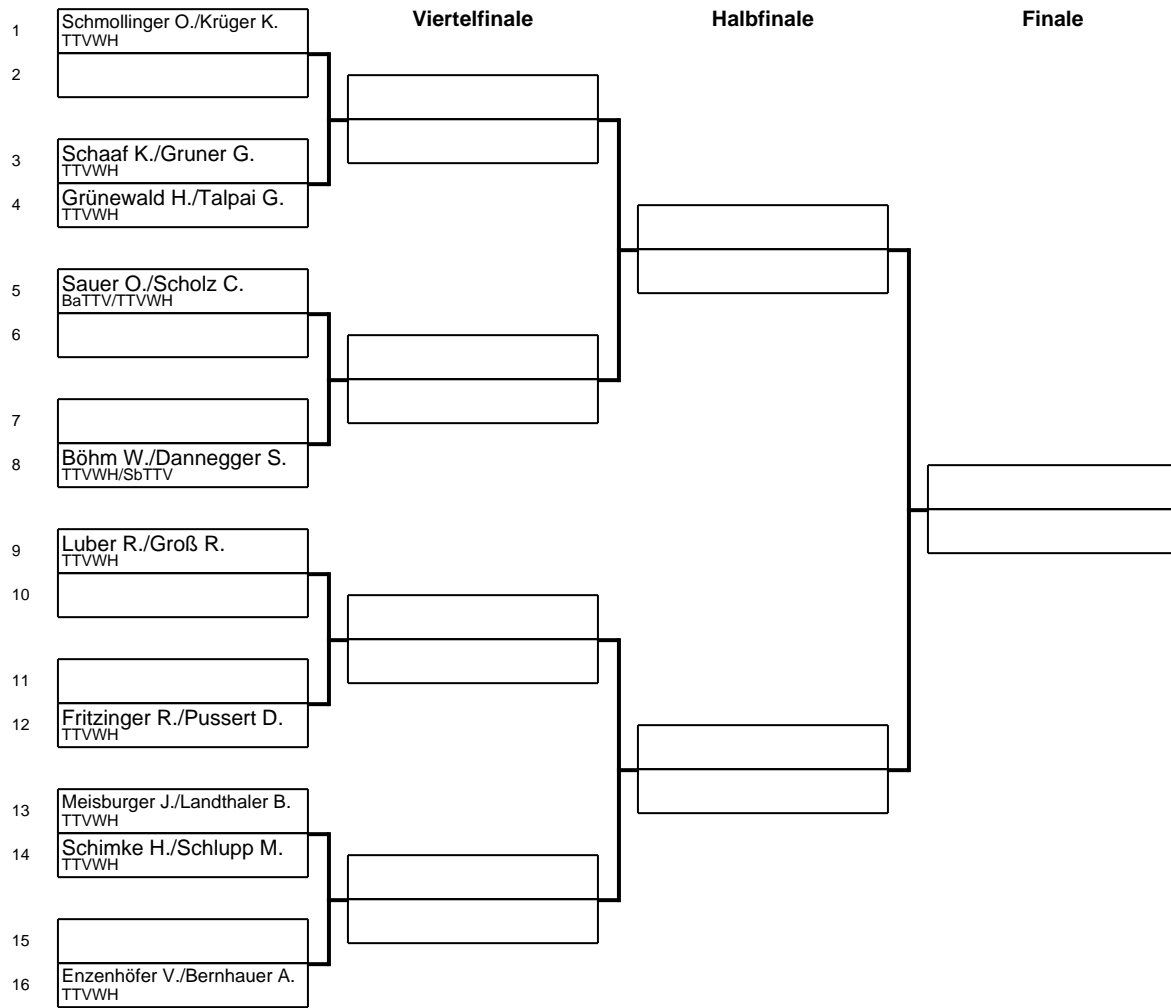 Viertelfinale
Halbfinale
Finale
1
Schmollinger O./Krüger K.
TTVWH
2
3
Schaaf K./Gruner G.
TTVWH
4
Grünewald H./Talpai G.
TTVWH
5
Sauer O./Scholz C.
BaTTV/TTVWH
6
7
8
Böhm W./Dannegger S.
TTVWH/SbTTV
9
Luber R./Groß R.
TTVWH
10
11
12
Fritzinger R./Pussert D.
TTVWH
13
Meisburger J./Landthaler B.
TTVWH
14
Schimke H./Schlupp M.
TTVWH
15
16
Enzenhöfer V./Bernhauer A.
TTVWH